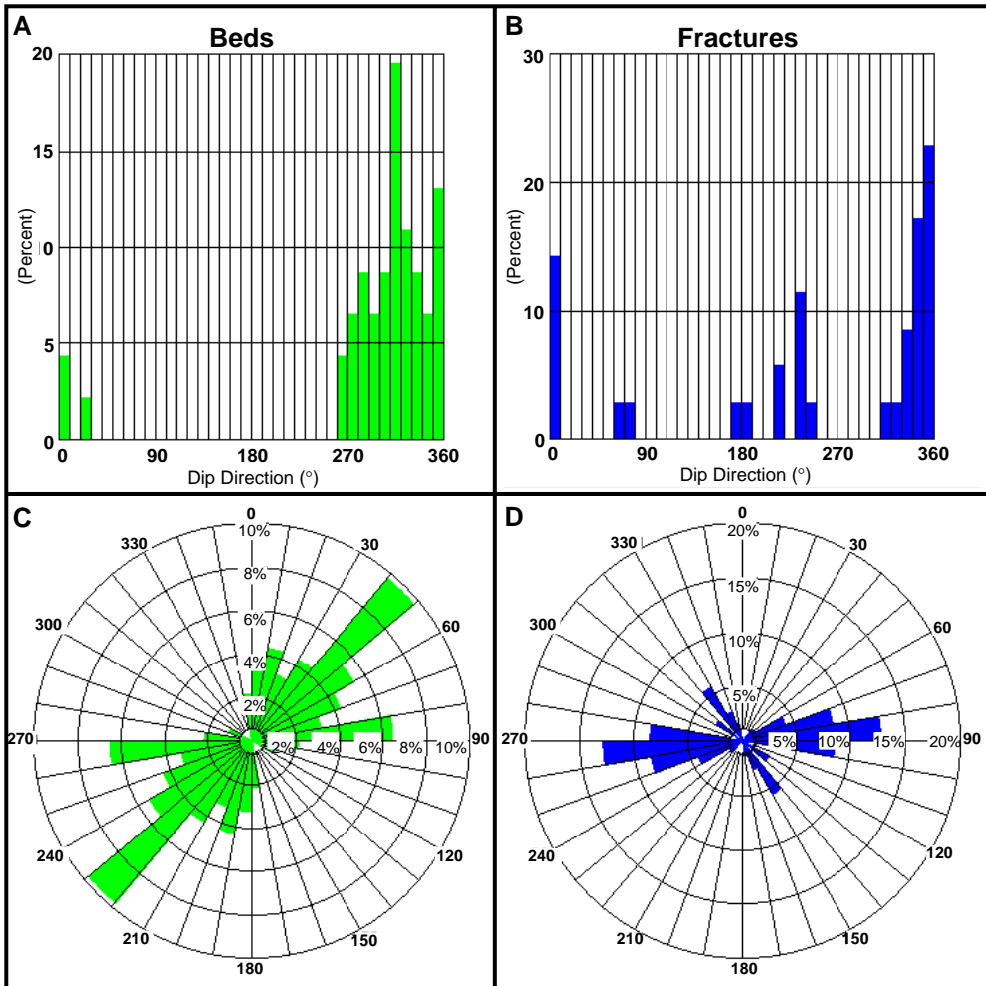 A
Beds
20
15
0
5
0
(Percent)
0 90 180 270 360
Dip Direction (°)
B
Fractures
30
20
10
0
(Percent)
0 90 180 270 360
Dip Direction (°)
C
0
10%
330 30
8%
6%
300 60
4%
2%
270 2% 4% 6% 8% 10% 90
240 120
210 150
180
D
0
20%
330 30
15%
10%
300 60
5%
270 5% 10% 15% 20% 90
240 120
210 150
180